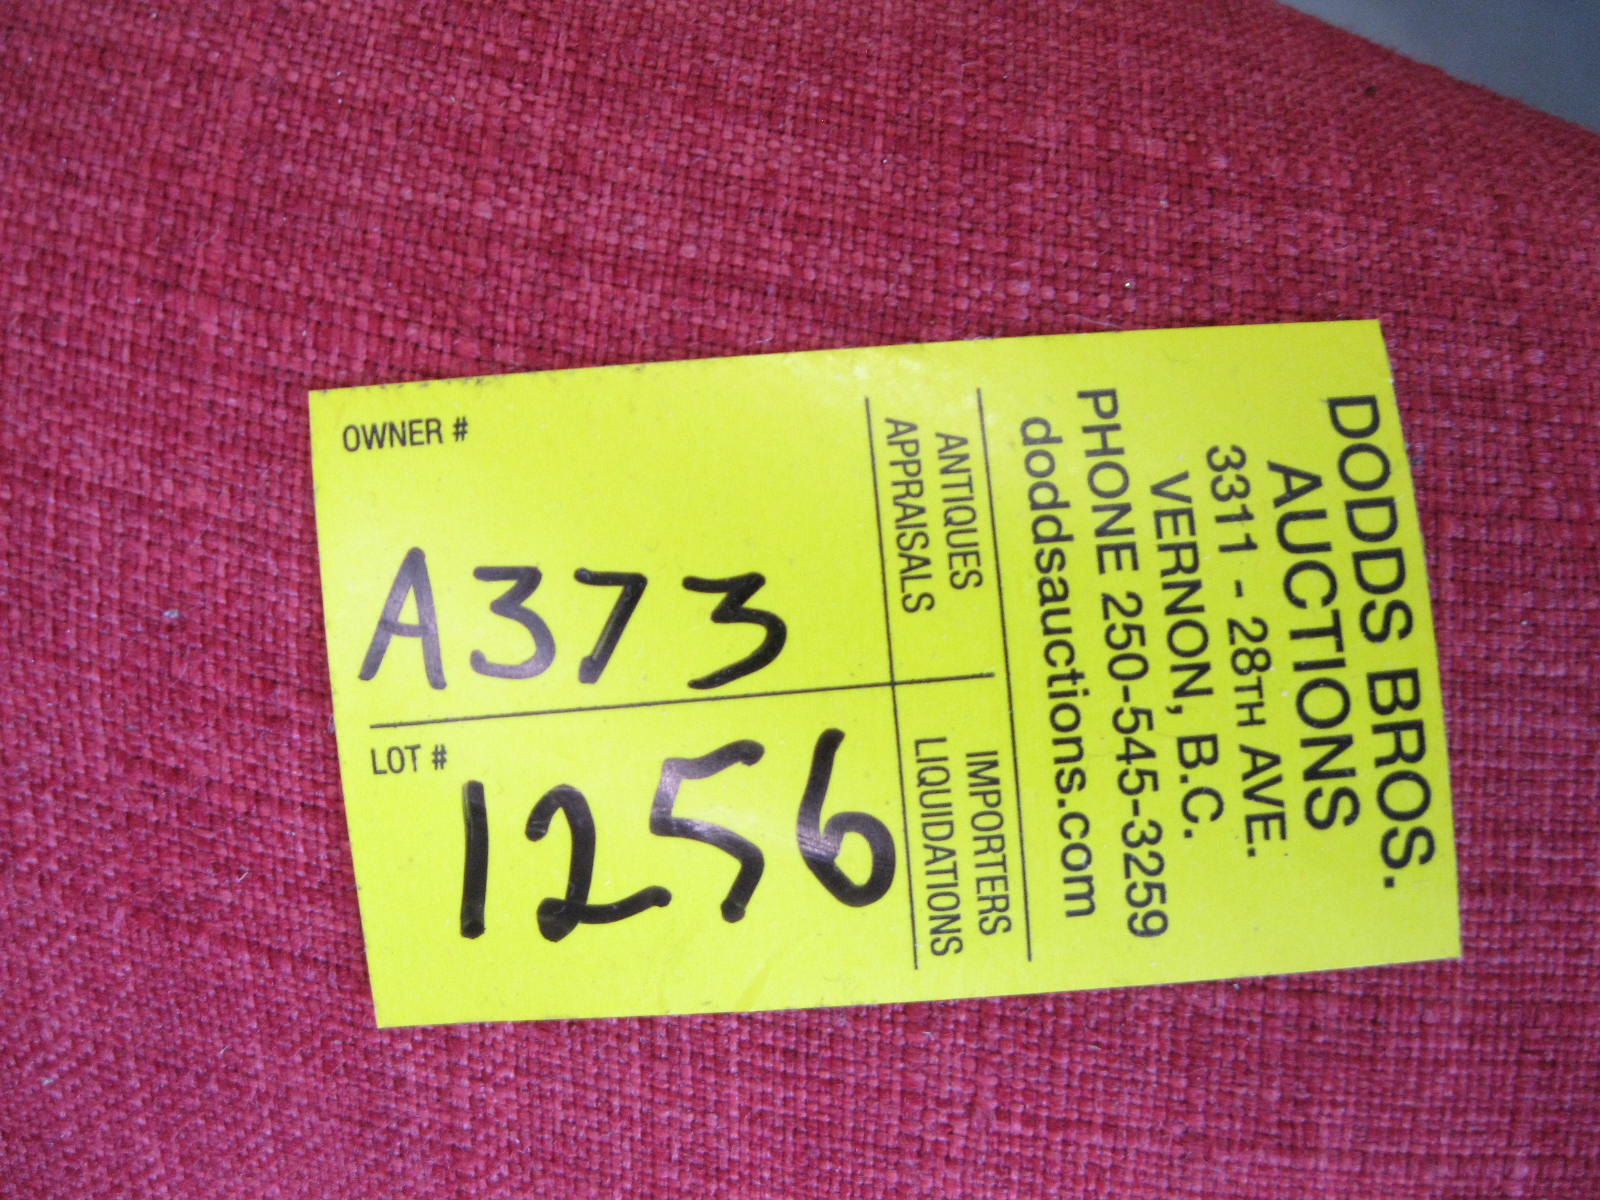 DODDS BROS.
AUCTIONS
3311 - 28TH AVE.
VERNON, B.C.
PHONE 250-545-3259
doddsauctions.com
ANTIQUES IMPORTERS
APPRAISALS LIQUIDATIONS
OWNER #
A373
LOT #
1256